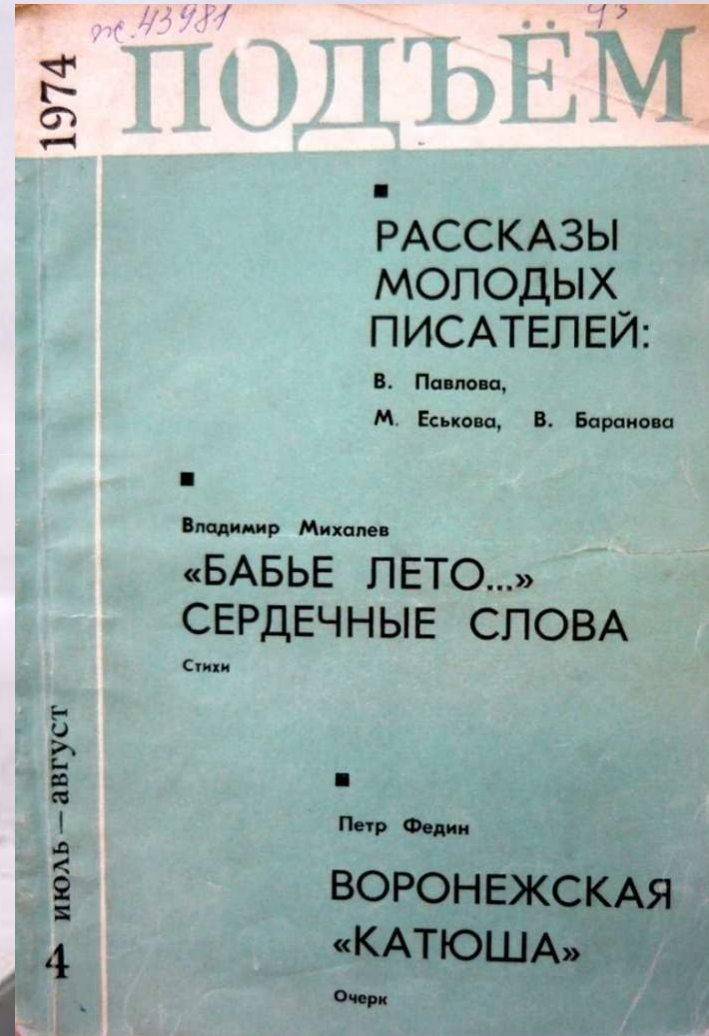 ж.43981
1974
ПОДЪЁМ
РАССКАЗЫ
МОЛОДЫХ
ПИСАТЕЛЕЙ:
В. Павлова,
М. Еськова, В. Баранова
Владимир Михалев
«БАБЬЕ ЛЕТО...»
СЕРДЕЧНЫЕ СЛОВА
Стихи
Петр Федин
ВОРОНЕЖСКАЯ
«КАТЮША»
Очерк
июль — август
4